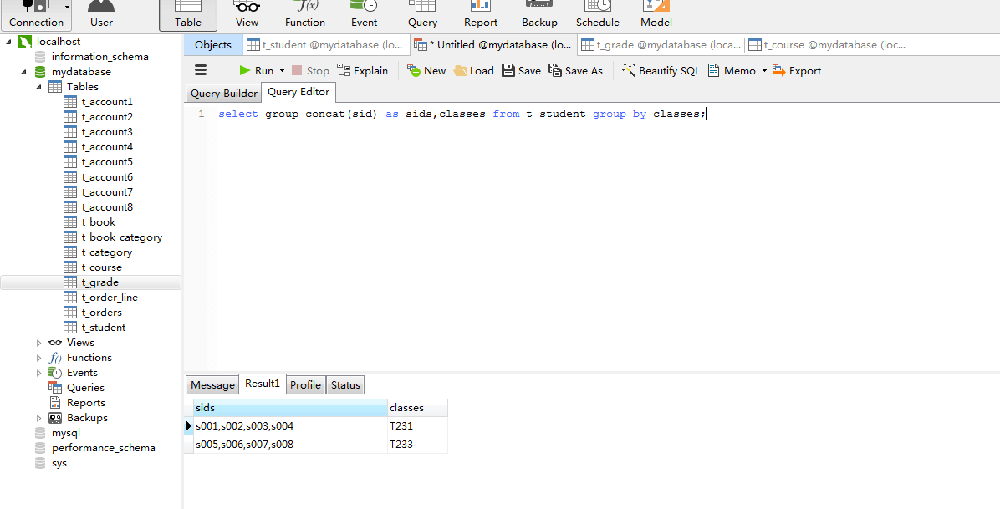 Connection User Table View Function Event Query Report Backup Schedule Model
localhost
information_schema
mydatabase
Tables
t_account1
t_account2
t_account3
t_account4
t_account5
t_account6
t_account7
t_account8
t_book
t_book_category
t_category
t_course
t_grade
t_order_line
t_orders
t_student
Views
Functions
Events
Queries
Reports
Backups
mysql
performance_schema
sys
Objects t_student @mydatabase (lo... * Untitled @mydatabase (lo... t_grade @mydatabase (loca... t_course @mydatabase (loc...
Run Stop Explain New Load Save Save As Beautify SQL Memo Export
Query Builder Query Editor
1 select group_concat(sid) as sids,classes from t_student group by classes;
Message Result1 Profile Status
sids classes
s001,s002,s003,s004 T231
s005,s006,s007,s008 T233